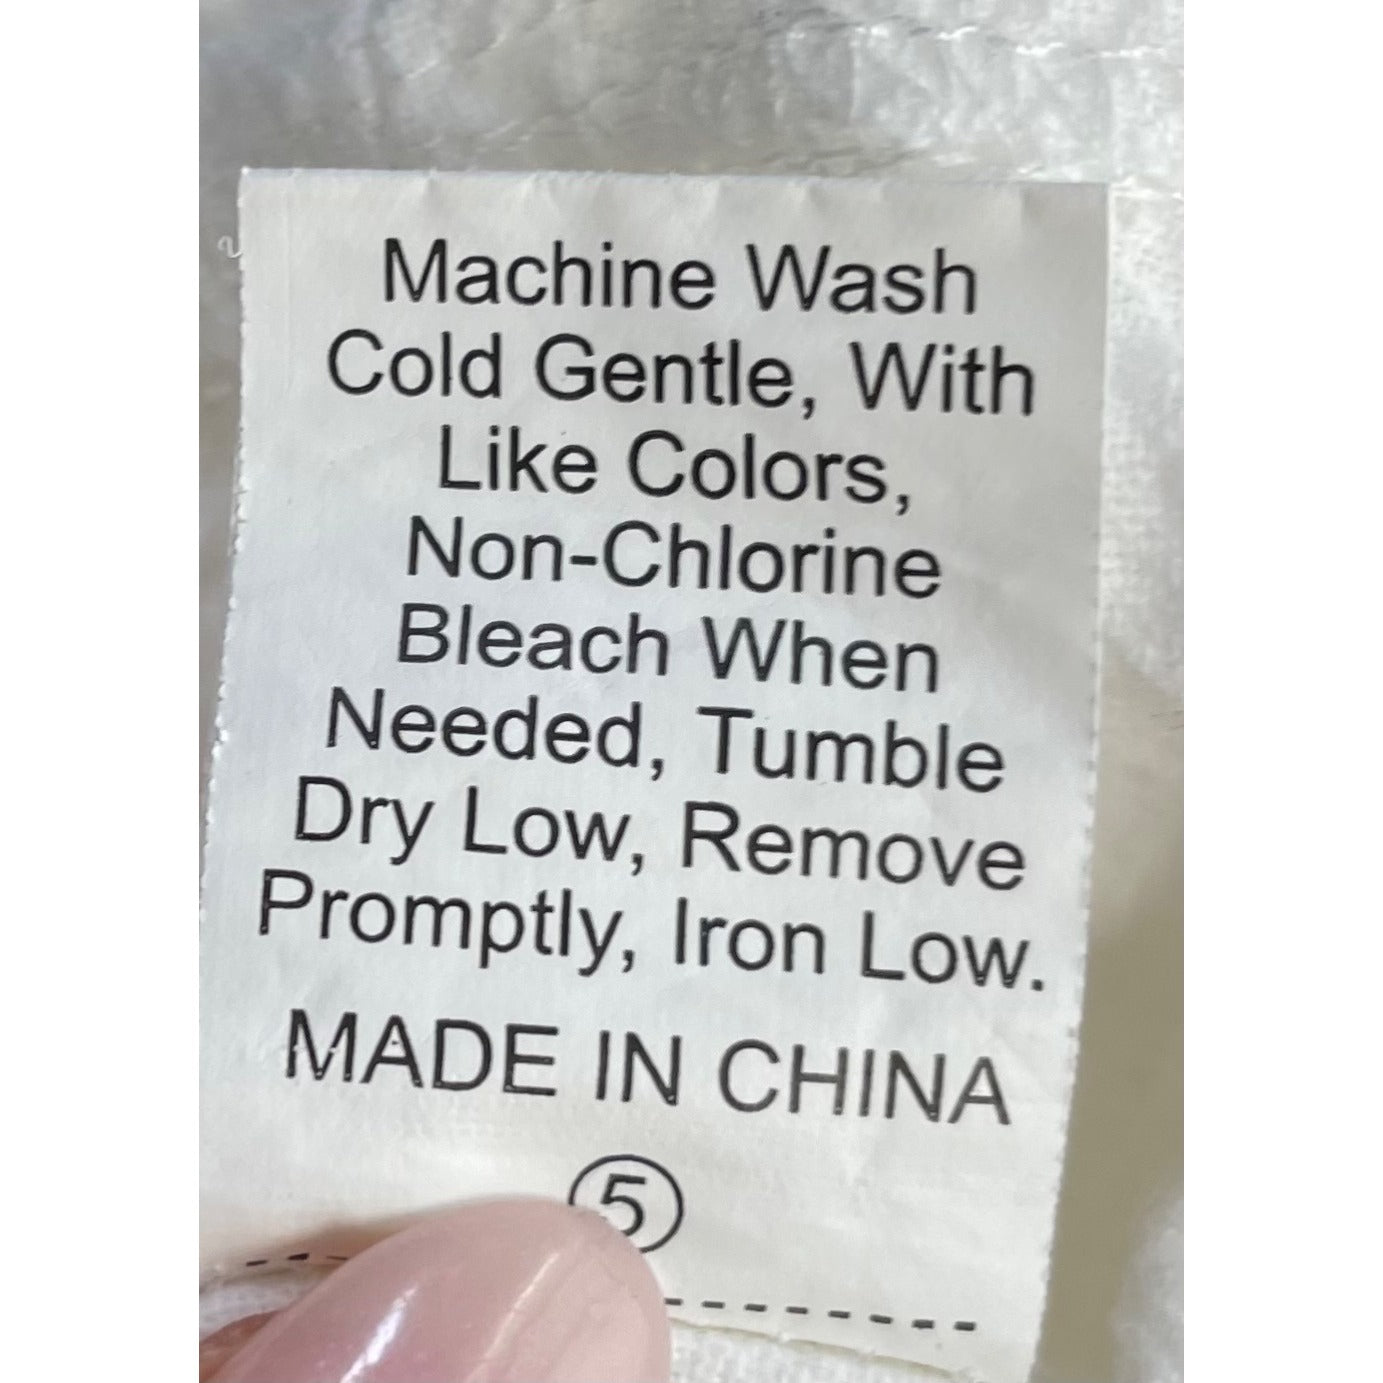 Machine Wash
Cold Gentle, With
Like Colors,
Non-Chlorine
Bleach When
Needed, Tumble
Dry Low, Remove
Promptly, Iron Low.
MADE IN CHINA
5